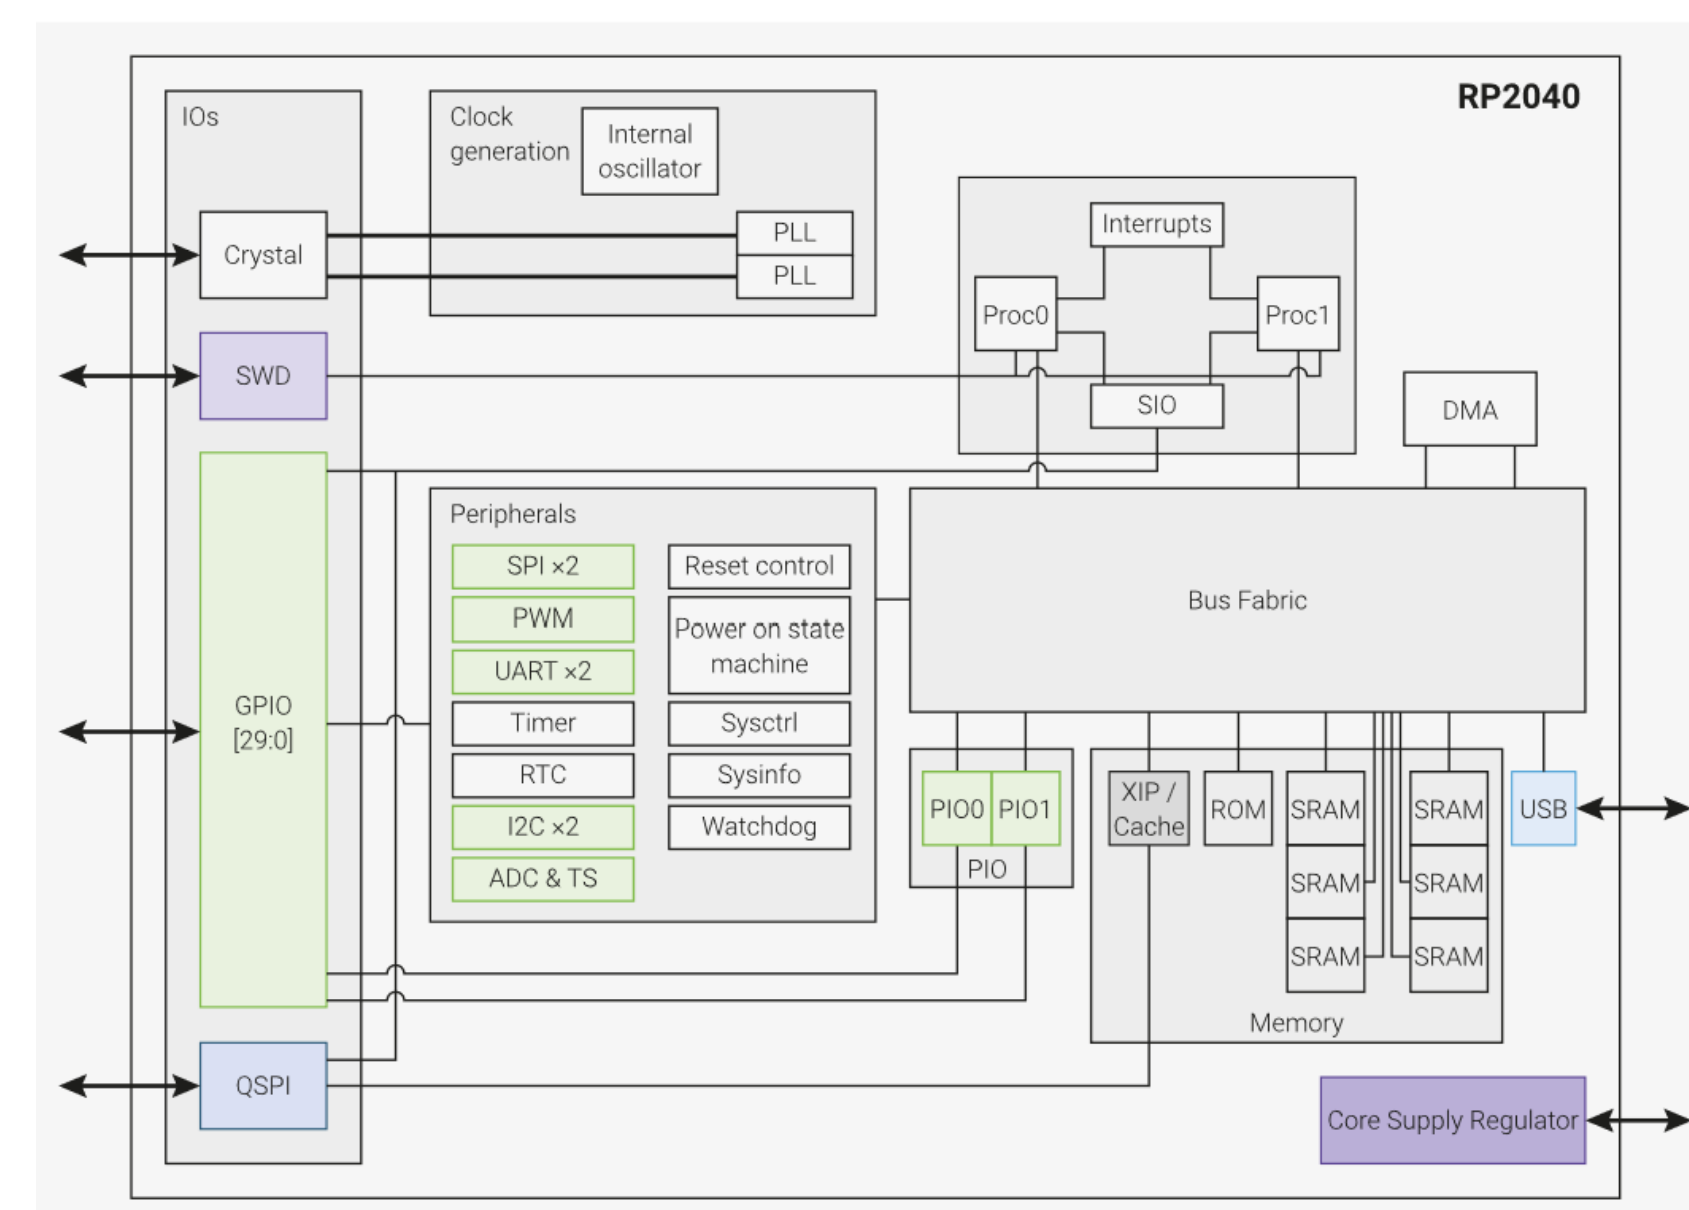 RP2040
IOs
Crystal
SWD
GPIO
[29:0]
QSPI
Clock
generation
Internal
oscillator
PLL
PLL
Interrupts
Proc0
Proc1
SIO
DMA
Peripherals
SPI ×2
PWM
UART ×2
Timer
RTC
I2C ×2
ADC & TS
Reset control
Power on state
machine
Sysctrl
Sysinfo
Watchdog
Bus Fabric
PIO0
PIO1
PIO
XIP /
Cache
ROM
SRAM
SRAM
SRAM
SRAM
SRAM
SRAM
Memory
USB
Core Supply Regulator